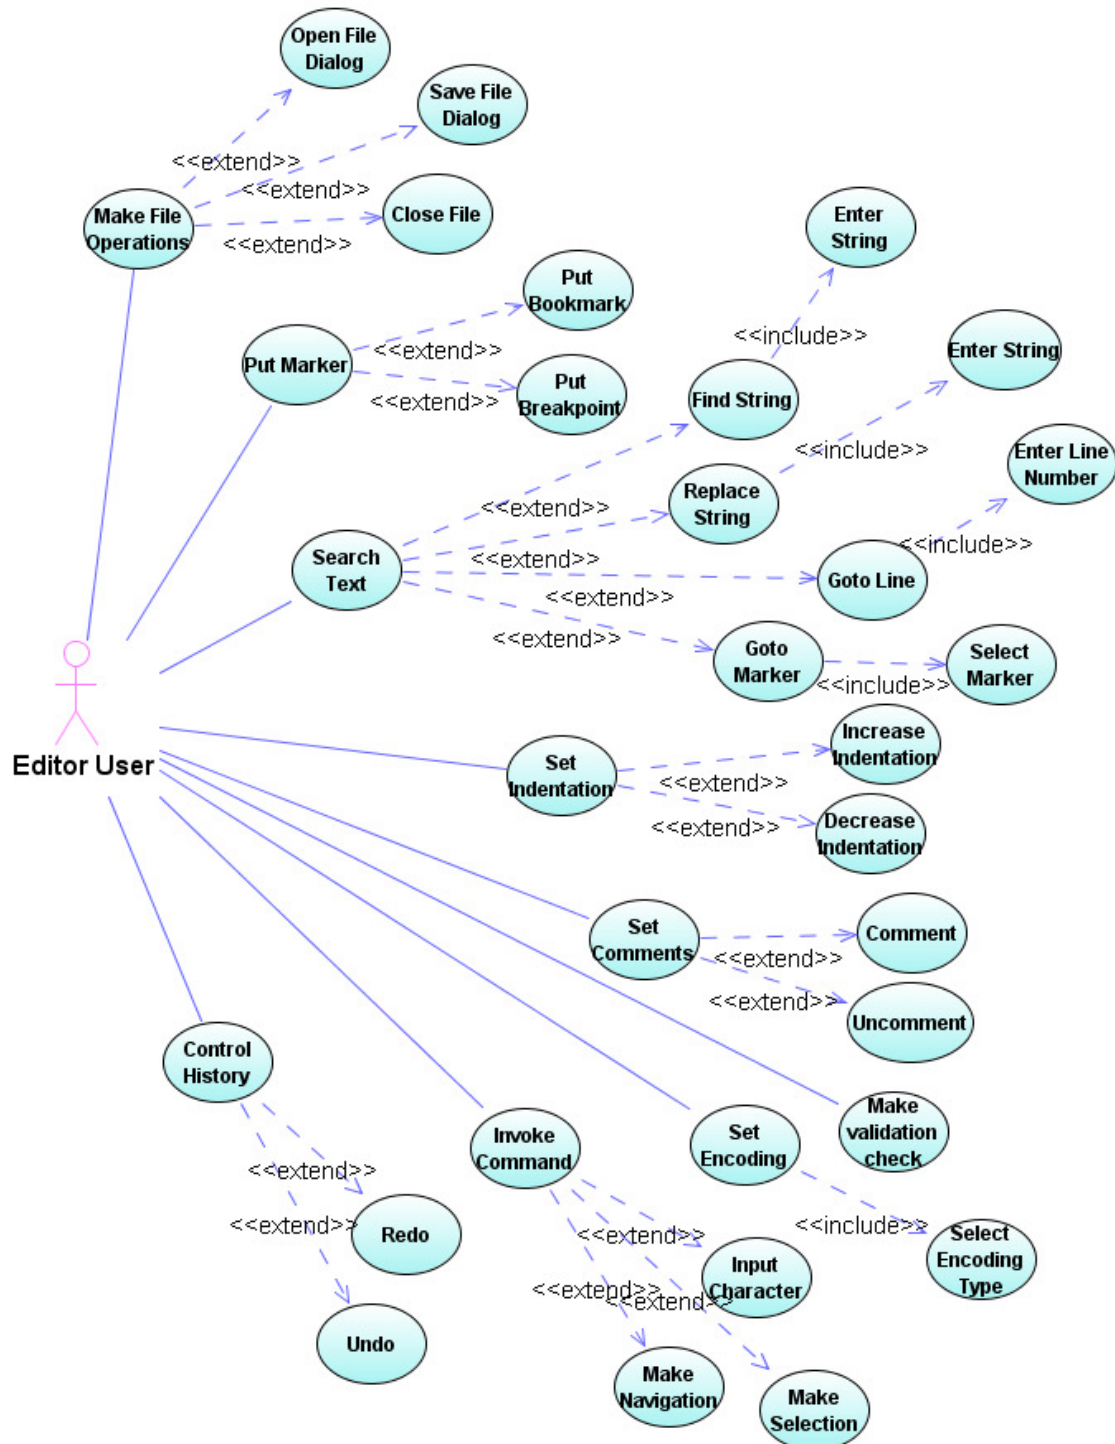 Open File
Dialog
Save File
Dialog
<<extend>>
<<extend>>
Make File
Operations
Close File
<<extend>>
Enter
String
Put
Bookmark
<<include>>
Enter String
<<extend>>
Put Marker
Put
Breakpoint
<<extend>>
Find String
<<include>>
Enter Line
Number
Replace
String
<<extend>>
<<include>>
Search
Text
<<extend>>
Goto Line
<<extend>>
<<extend>>
Goto
Marker
Select
Marker
<<include>>
Editor User
Set
Indentation
Increase
Indentation
<<extend>>
<<extend>>
Decrease
Indentation
Set
Comments
Comment
<<extend>>
<<extend>>
Uncomment
Control
History
Make
validation
check
Invoke
Command
Set
Encoding
<<extend>>
<<extend>>
Redo
<<include>>
Select
Encoding
Type
<<extend>>
Input
Character
<<extend>>
<<extend>>
Undo
Make
Navigation
Make
Selection